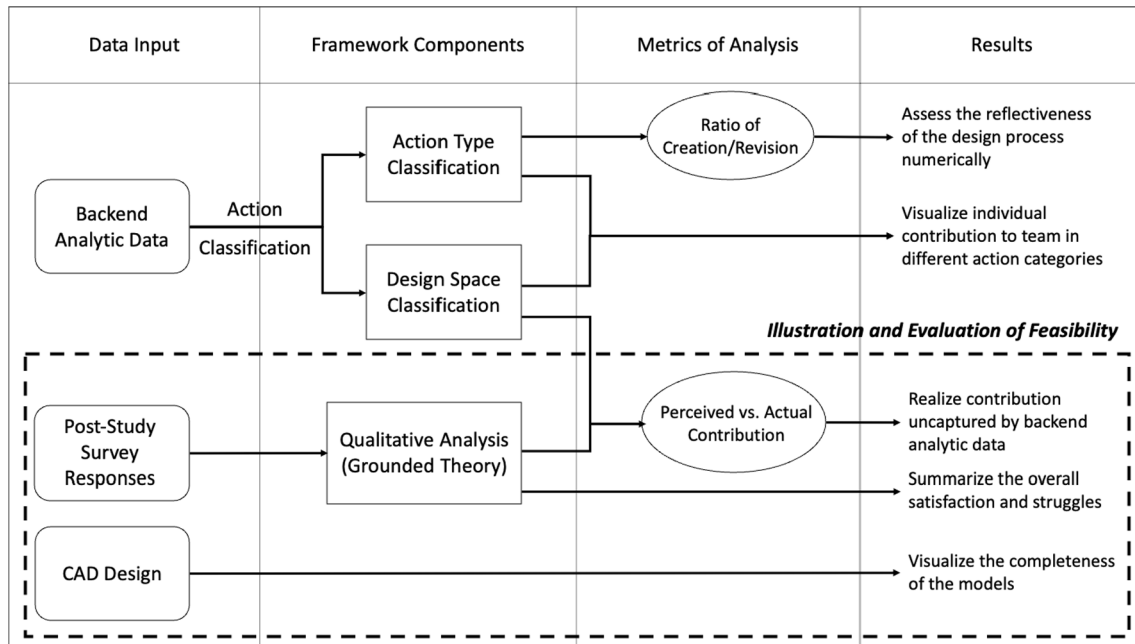 Data Input
Framework Components
Metrics of Analysis
Results
Backend
Analytic Data
Action
Classification
Action Type
Classification
Design Space
Classification
Ratio of
Creation/Revision
Assess the reflectiveness
of the design process
numerically
Visualize individual
contribution to team in
different action categories
Illustration and Evaluation of Feasibility
Post-Study
Survey
Responses
Qualitative Analysis
(Grounded Theory)
Perceived vs. Actual
Contribution
Realize contribution
uncaptured by backend
analytic data
Summarize the overall
satisfaction and struggles
CAD Design
Visualize the completeness
of the models